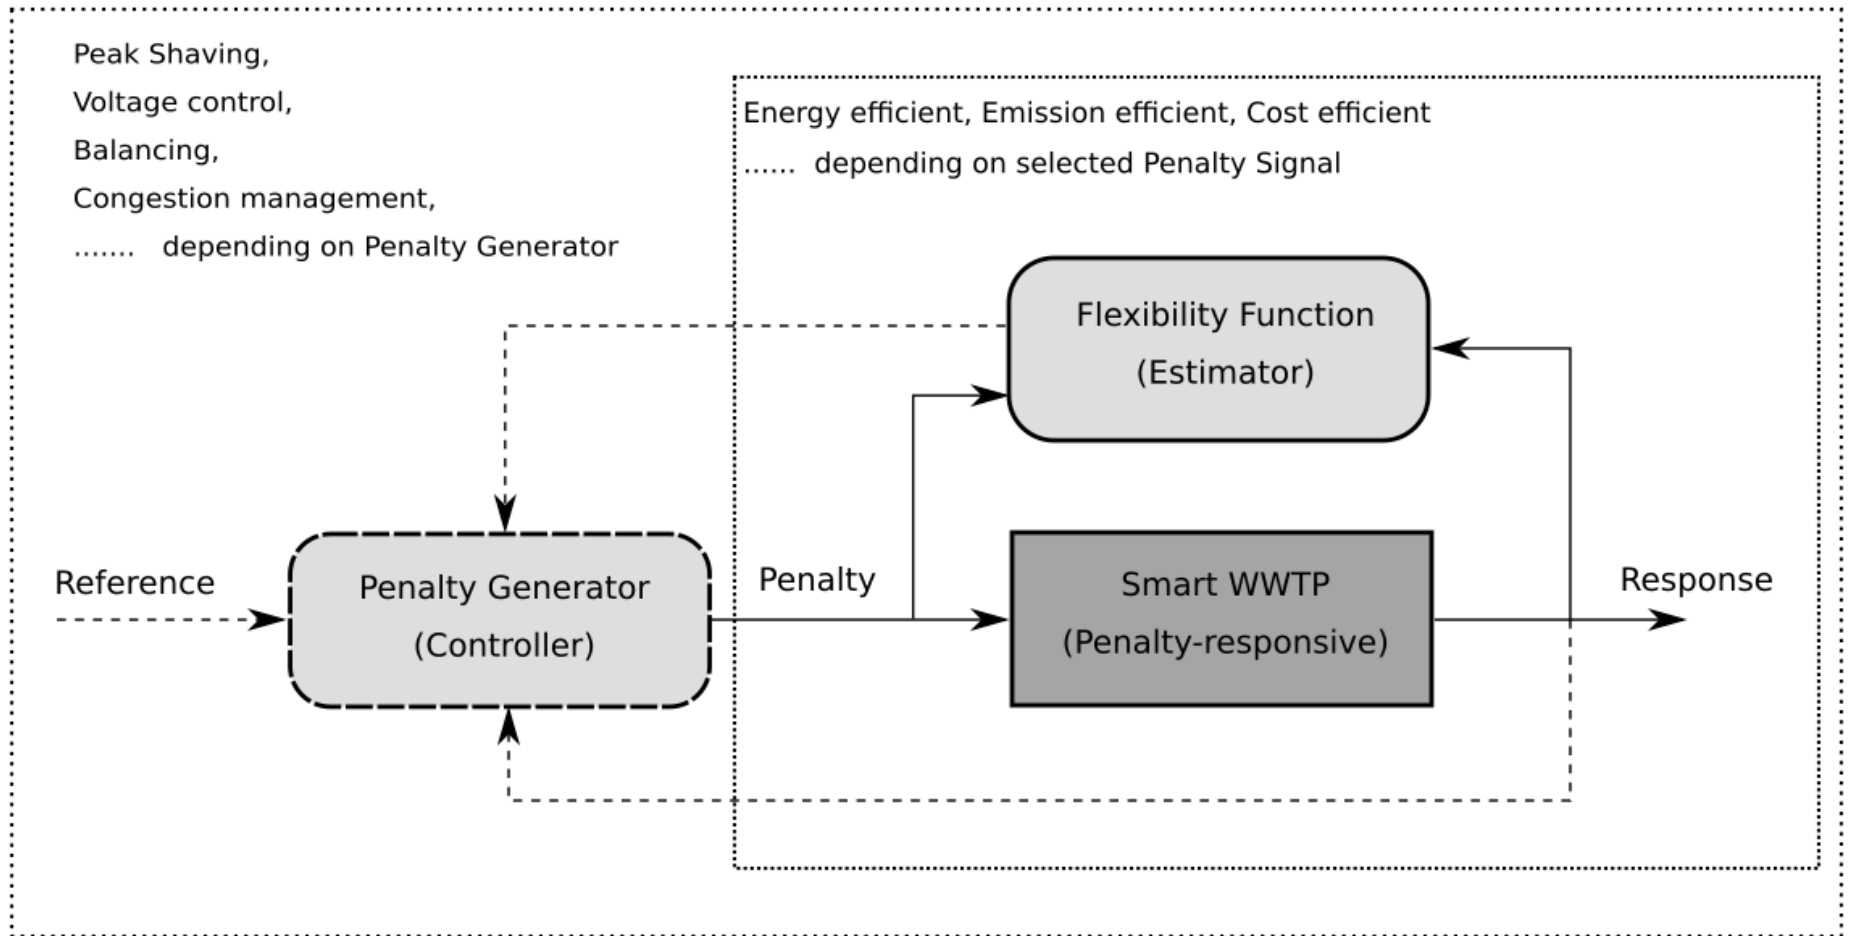 Peak Shaving,
Voltage control,
Balancing,
Congestion management,
....... depending on Penalty Generator
Energy efficient, Emission efficient, Cost efficient
...... depending on selected Penalty Signal
Flexibility Function
(Estimator)
Reference
Penalty Generator
(Controller)
Penalty
Smart WWTP
(Penalty-responsive)
Response